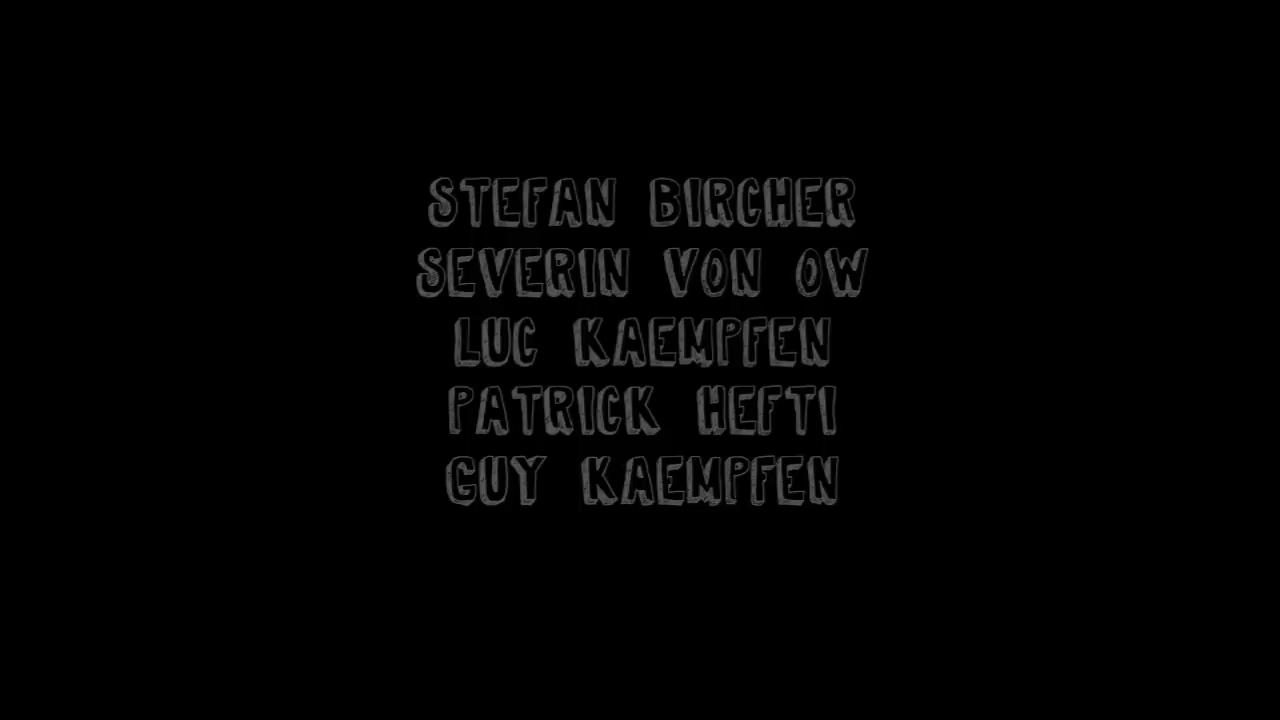 STEFAN BIRCHER
SEVERIN VON OW
LUC KAEMPFEN
PATRICK HEFTI
GUY KAEMPFEN